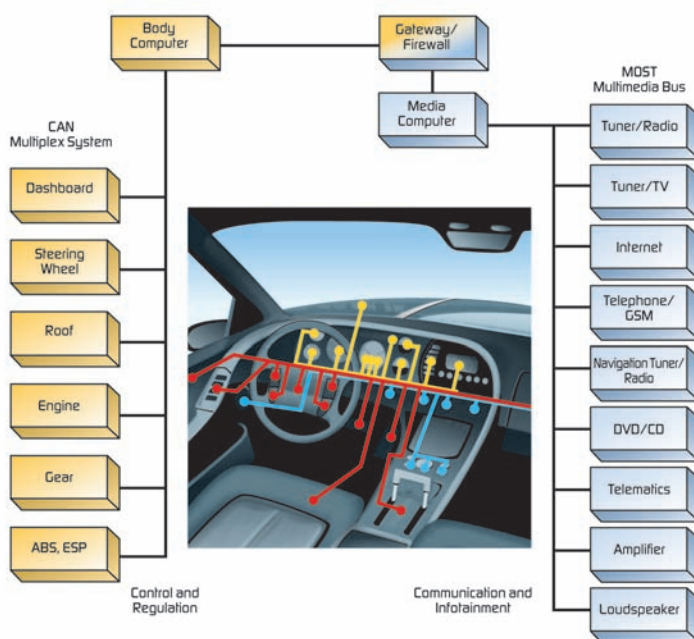 Body
Computer
Gateway/
Firewall
Media
Computer
MOST
Multimedia Bus
CAN
Multiplex System
Dashboard
Steering
Wheel
Roof
Engine
Gear
ABS, ESP
Tuner/Radio
Tuner/TV
Internet
Telephone/
GSM
Navigation Tuner/
Radio
DVD/CD
Telematics
Amplifier
Loudspeaker
Control and
Regulation
Communication and
Infotainment